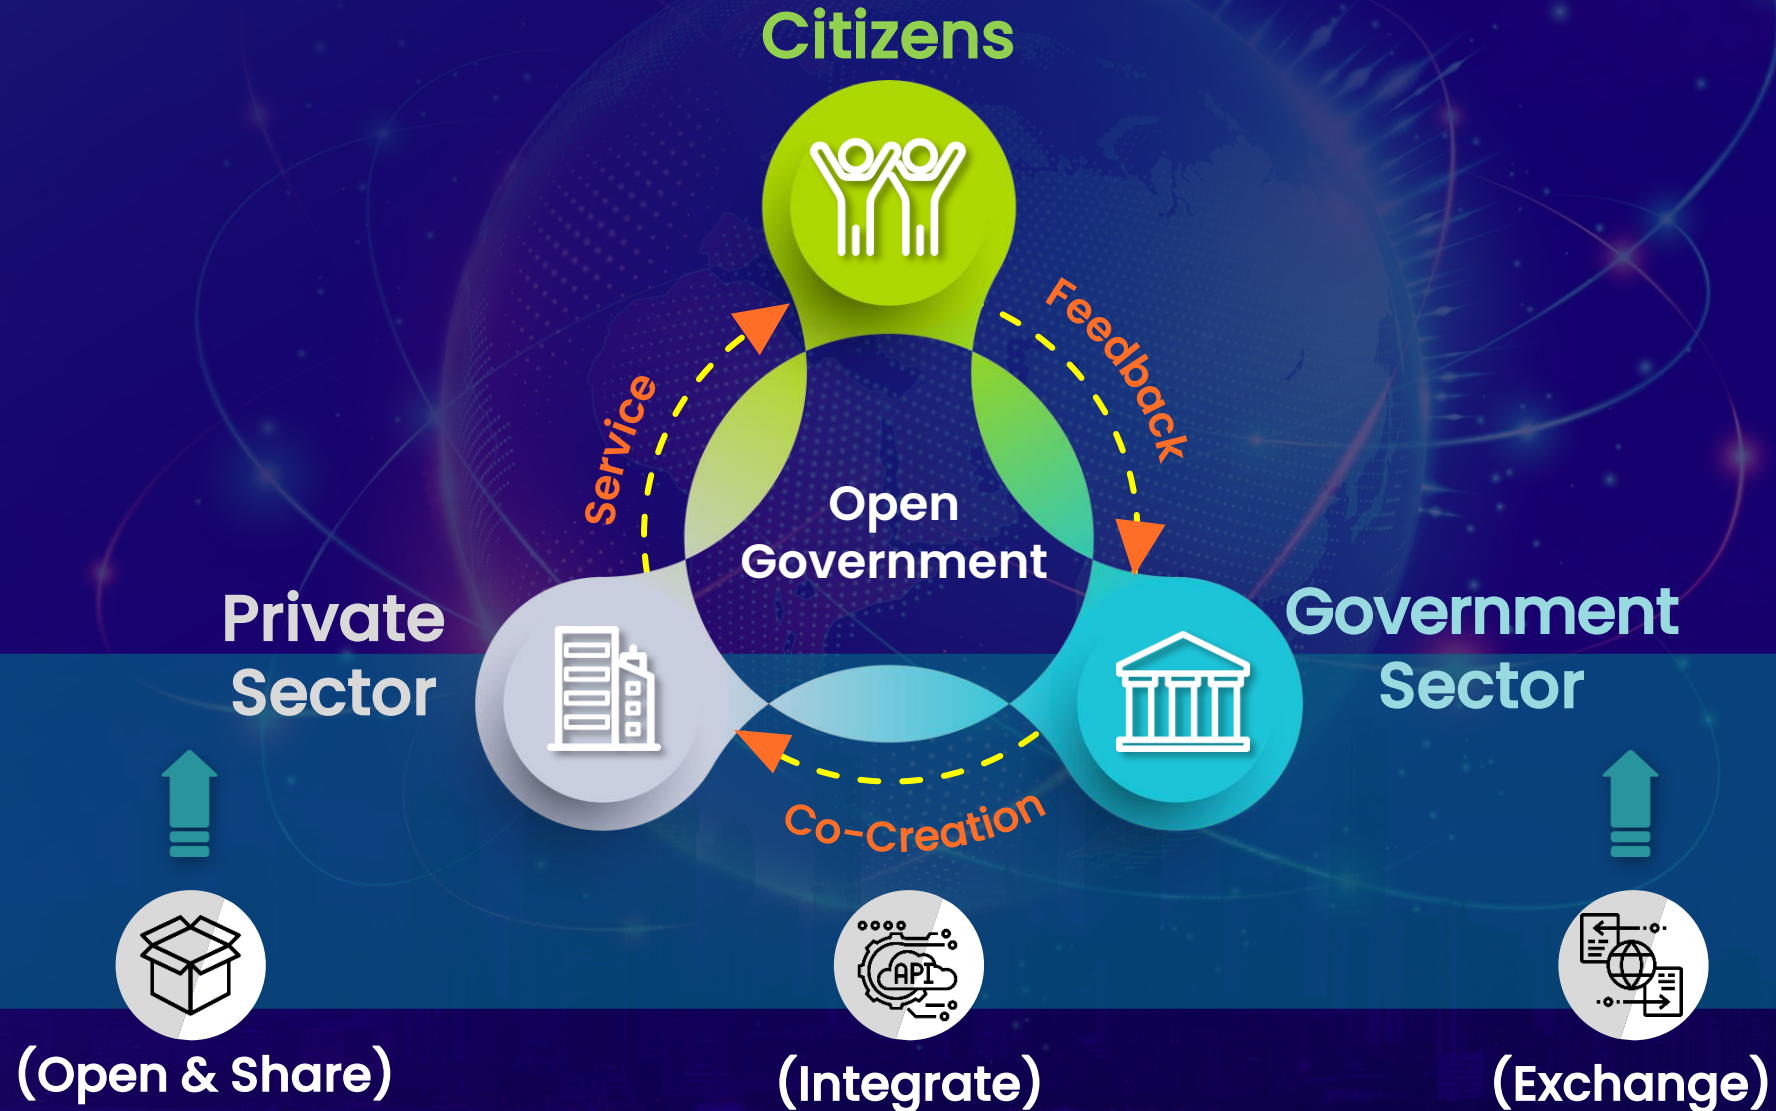 Citizens
Feedback
Service
Open
Government
Private
Sector
Government
Sector
Co-Creation
API
(Open & Share)
(Integrate)
(Exchange)